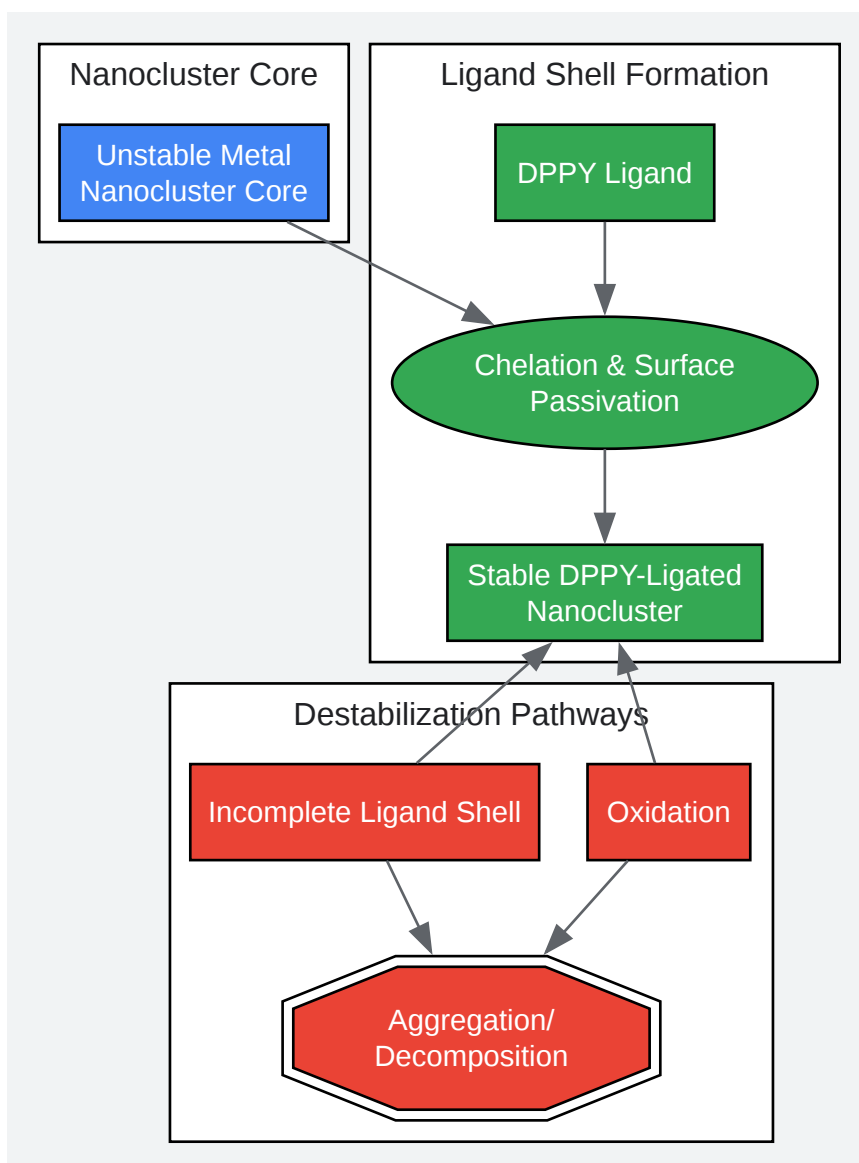 Nanocluster Core
Unstable Metal
Nanocluster Core
Ligand Shell Formation
DPPY Ligand
Chelation & Surface
Passivation
Stable DPPY-Ligated
Nanocluster
Destabilization Pathways
Incomplete Ligand Shell
Oxidation
Aggregation/
Decomposition